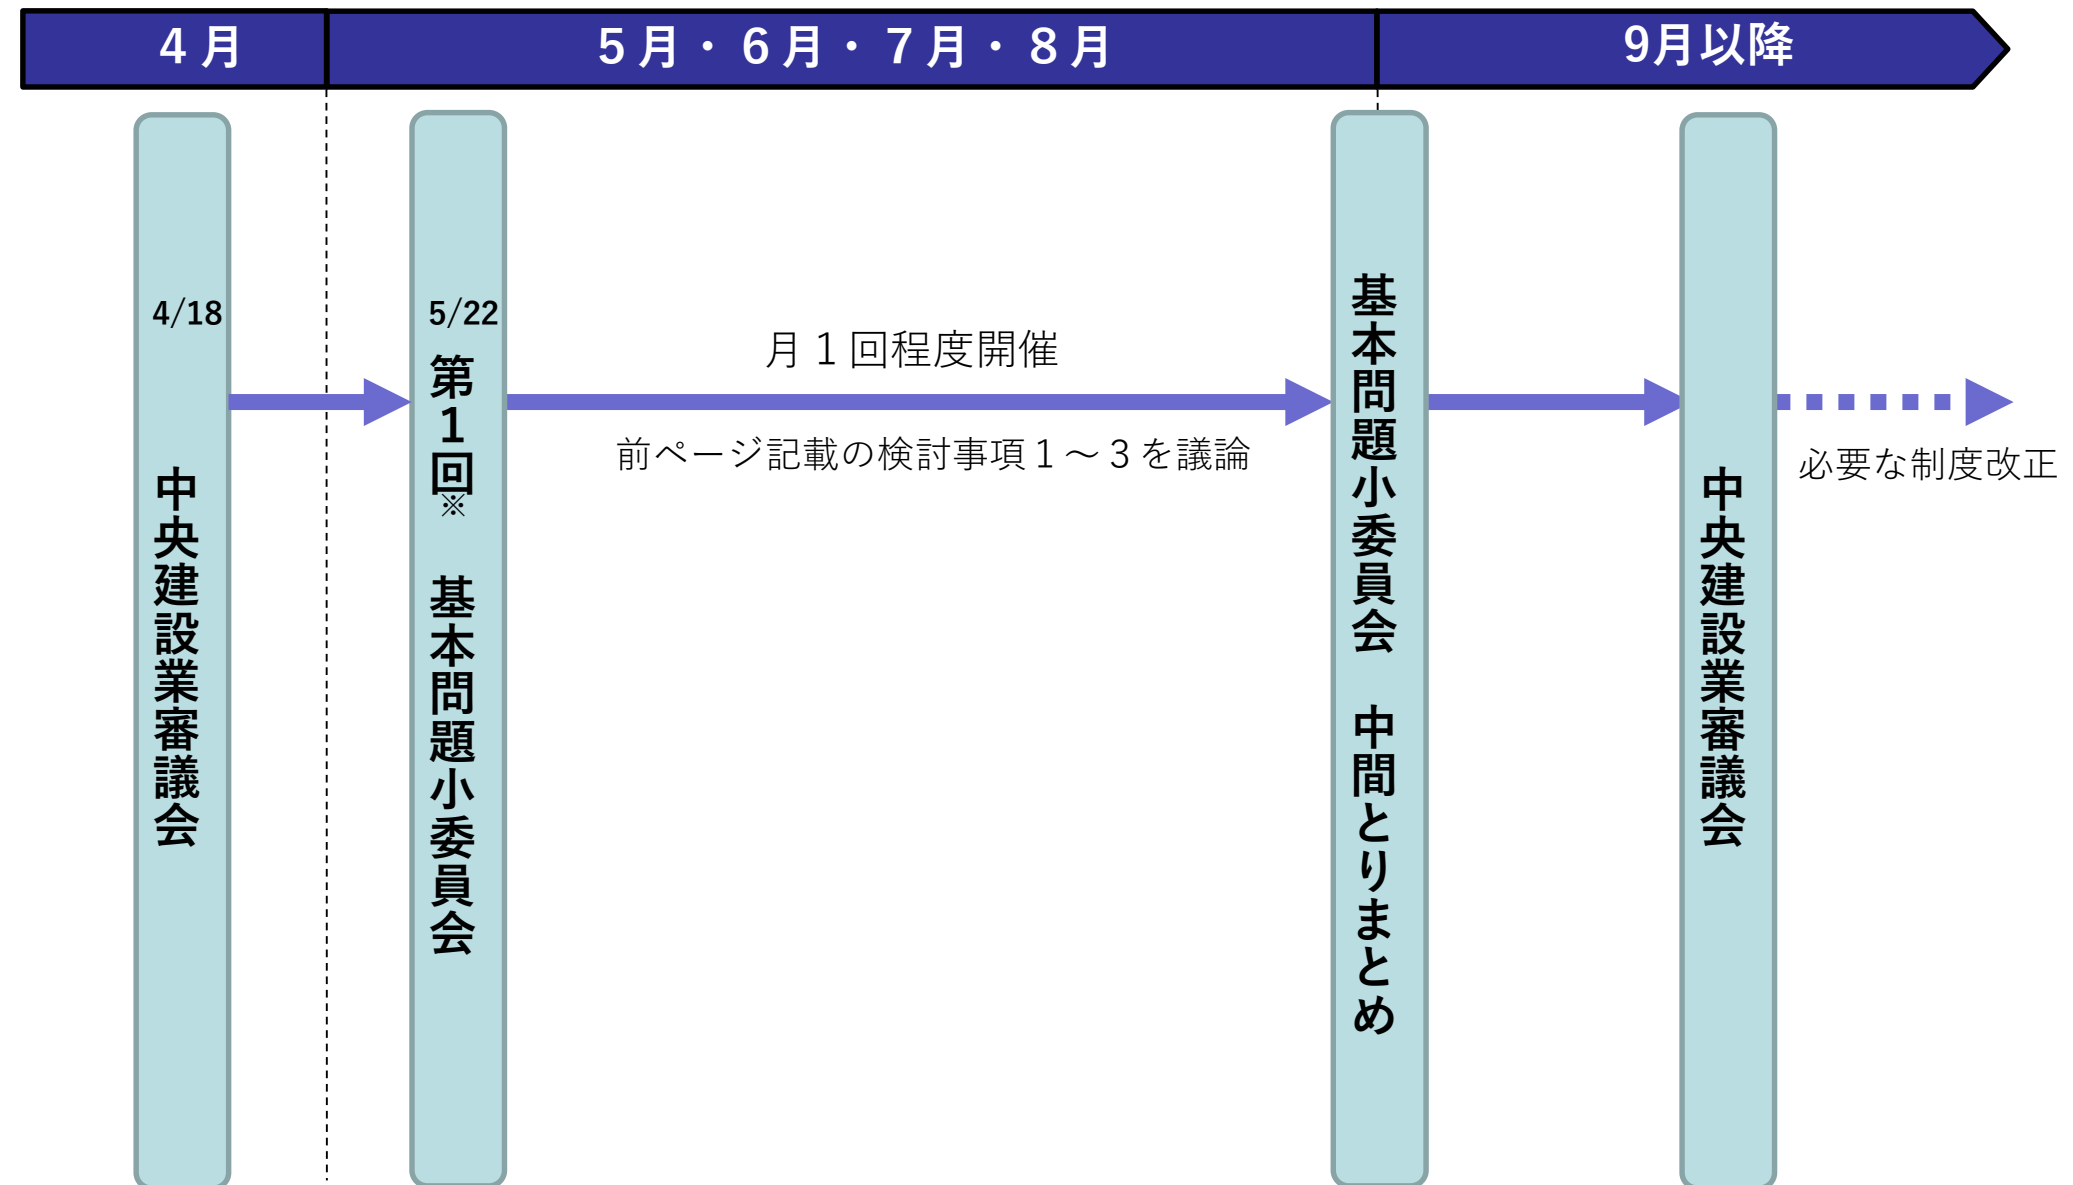 ４月
５月・６月・７月・８月
9月以降
4/18
中央建設業審議会
5/22
第１回※　基本問題小委員会
月１回程度開催
前ページ記載の検討事項１～３を議論
基本問題小委員会　中間とりまとめ
中央建設業審議会
必要な制度改正